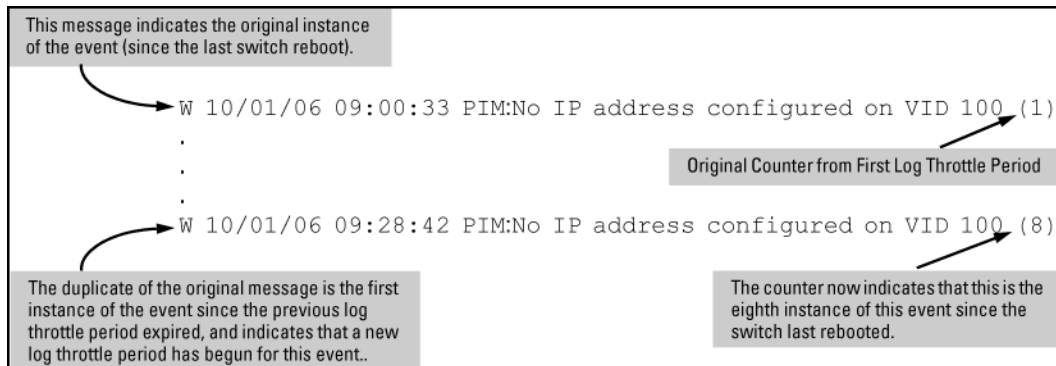 This message indicates the original instance
of the event (since the last switch reboot).
W 10/01/06 09:00:33 PIM:No IP address configured on VID 100 (1)
.
.
.
Original Counter from First Log Throttle Period
W 10/01/06 09:28:42 PIM:No IP address configured on VID 100 (8)
The duplicate of the original message is the first
instance of the event since the previous log
throttle period expired, and indicates that a new
log throttle period has begun for this event..
The counter now indicates that this is the
eighth instance of this event since the
switch last rebooted.